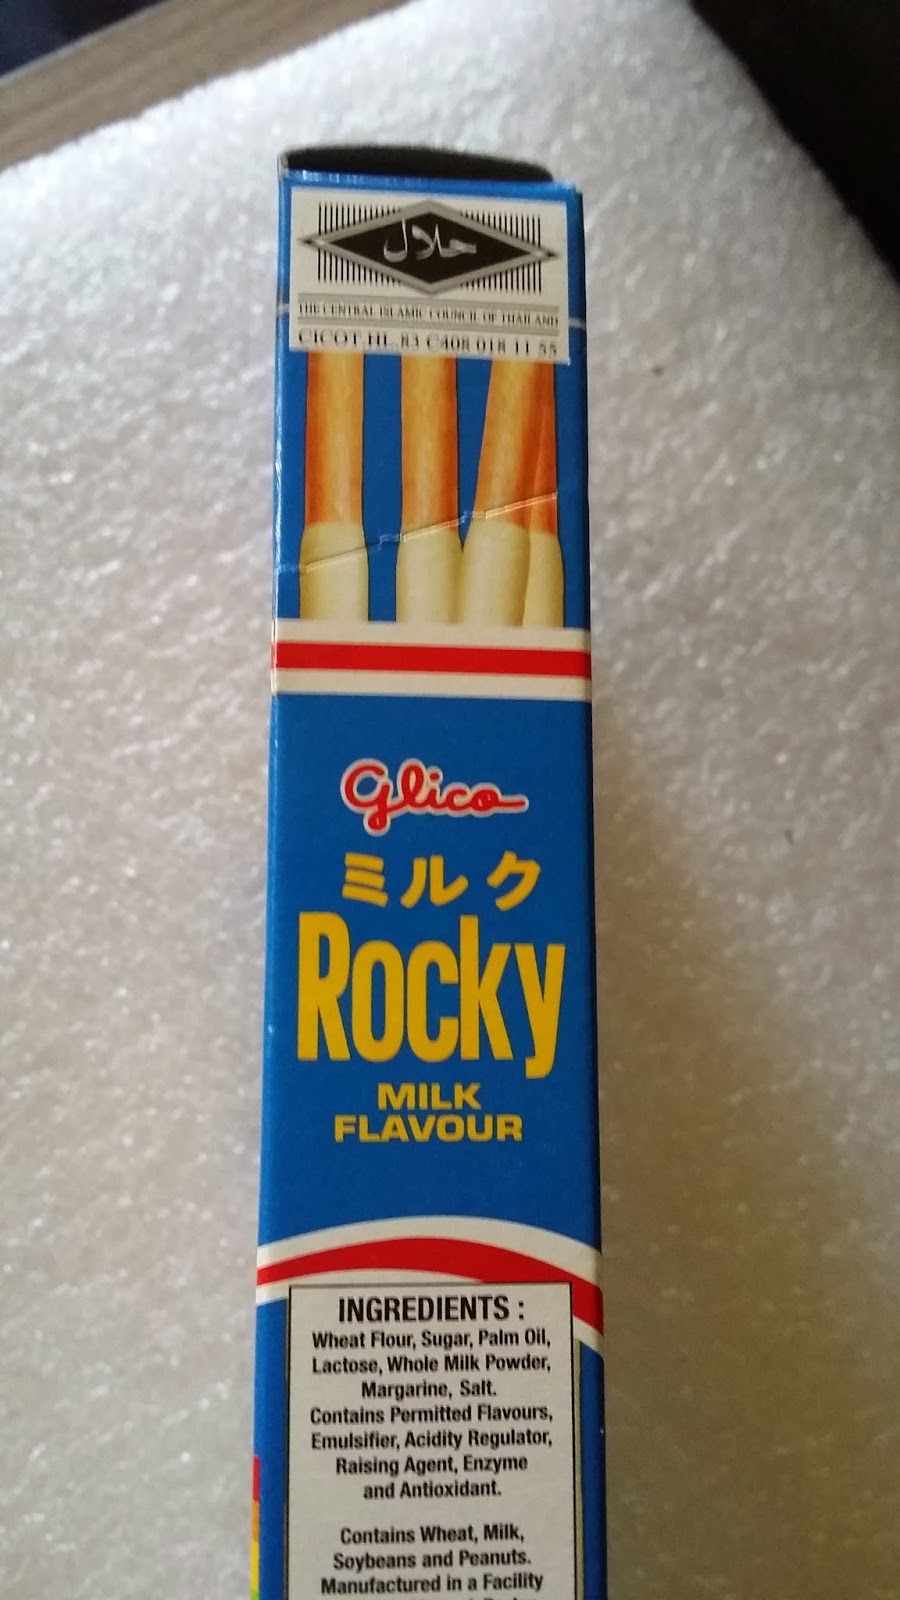 حلال
THE CENTRAL ISLAMIC COUNCIL OF THAILAND
CICOT.HL. 83 C408 018 11 55
Glico
ミルク
Rocky
MILK
FLAVOUR
INGREDIENTS :
Wheat Flour, Sugar, Palm Oil,
Lactose, Whole Milk Powder,
Margarine, Salt.
Contains Permitted Flavours,
Emulsifier, Acidity Regulator,
Raising Agent, Enzyme
and Antioxidant.
Contains Wheat, Milk,
Soybeans and Peanuts.
Manufactured in a Facility